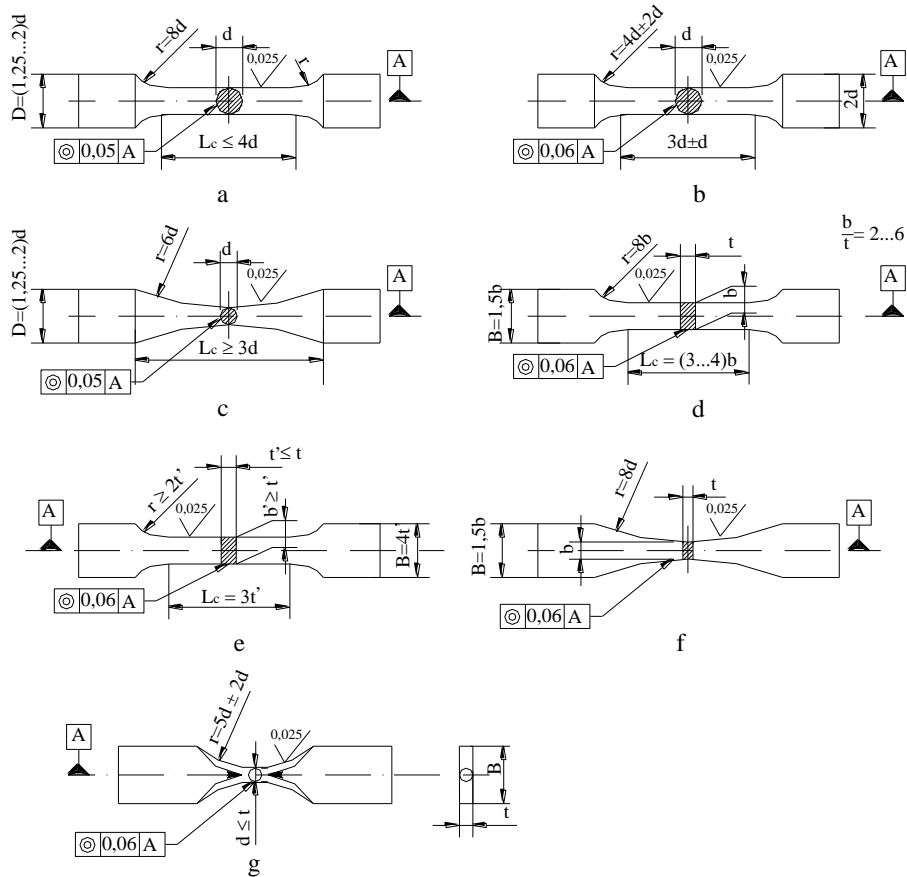 D=(1,25...2)d
r=8d
d
0,025
r
A
◎ 0,05 A
Lc ≤ 4d
a
r=4d±2d
d
0,025
A
2d
◎ 0,06 A
3d±d
b
D=(1,25...2)d
r=6d
d
0,025
A
◎ 0,05 A
Lc ≥ 3d
c
B=1,5b
r=8b
0,025
t
b
b/t = 2...6
A
◎ 0,06 A
Lc = (3...4)b
d
A
r ≥ 2t’
0,025
t’≤ t
b’≥ t’
B=4t’
◎ 0,06 A
Lc = 3t’
e
B=1,5b
r=8d
t
0,025
b
A
◎ 0,06 A
f
A
r=5d ± 2d
0,025
◎ 0,06 A
d ≤ t
B
t
g